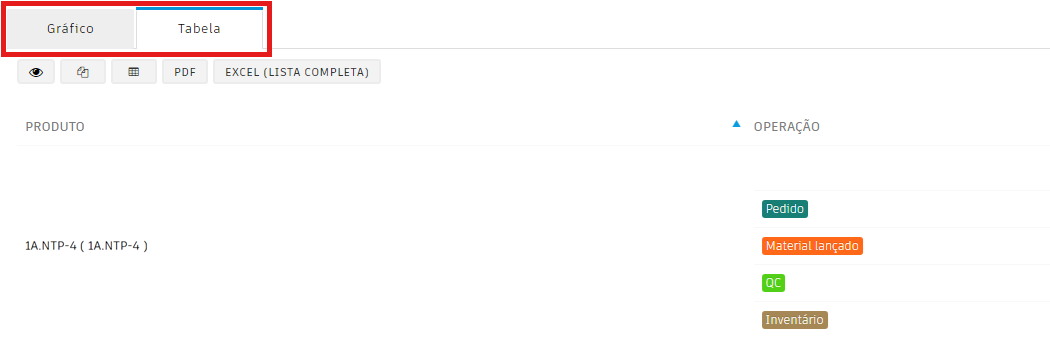 Gráfico Tabela
PDF EXCEL (LISTA COMPLETA)
PRODUTO OPERAÇÃO
Pedido
1A.NTP-4 ( 1A.NTP-4 ) Material lançado
QC
Inventário